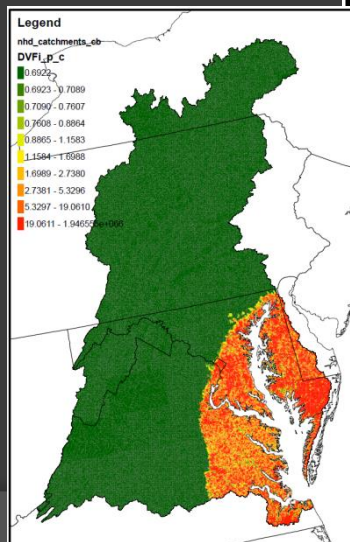 Legend
nhd_catchments_cb
DVFi_p_c
0.6922
0.6923 - 0.7089
0.7090 - 0.7607
0.7608 - 0.8864
0.8865 - 1.1583
1.1584 - 1.6988
1.6989 - 2.7380
2.7381 - 5.3296
5.3297 - 19.0610
19.0611 - 1.946555e+006